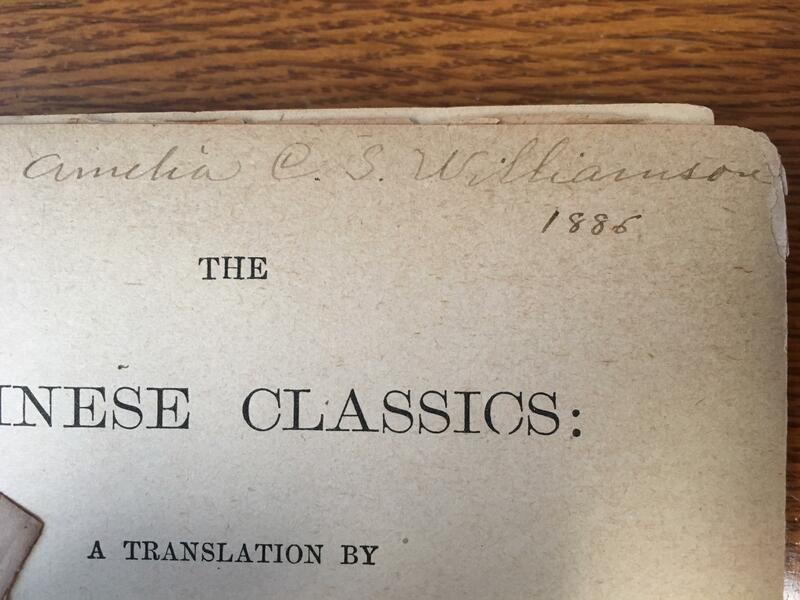 Amelia C. S. Williamson
1886
THE
INESE CLASSICS:
A TRANSLATION BY